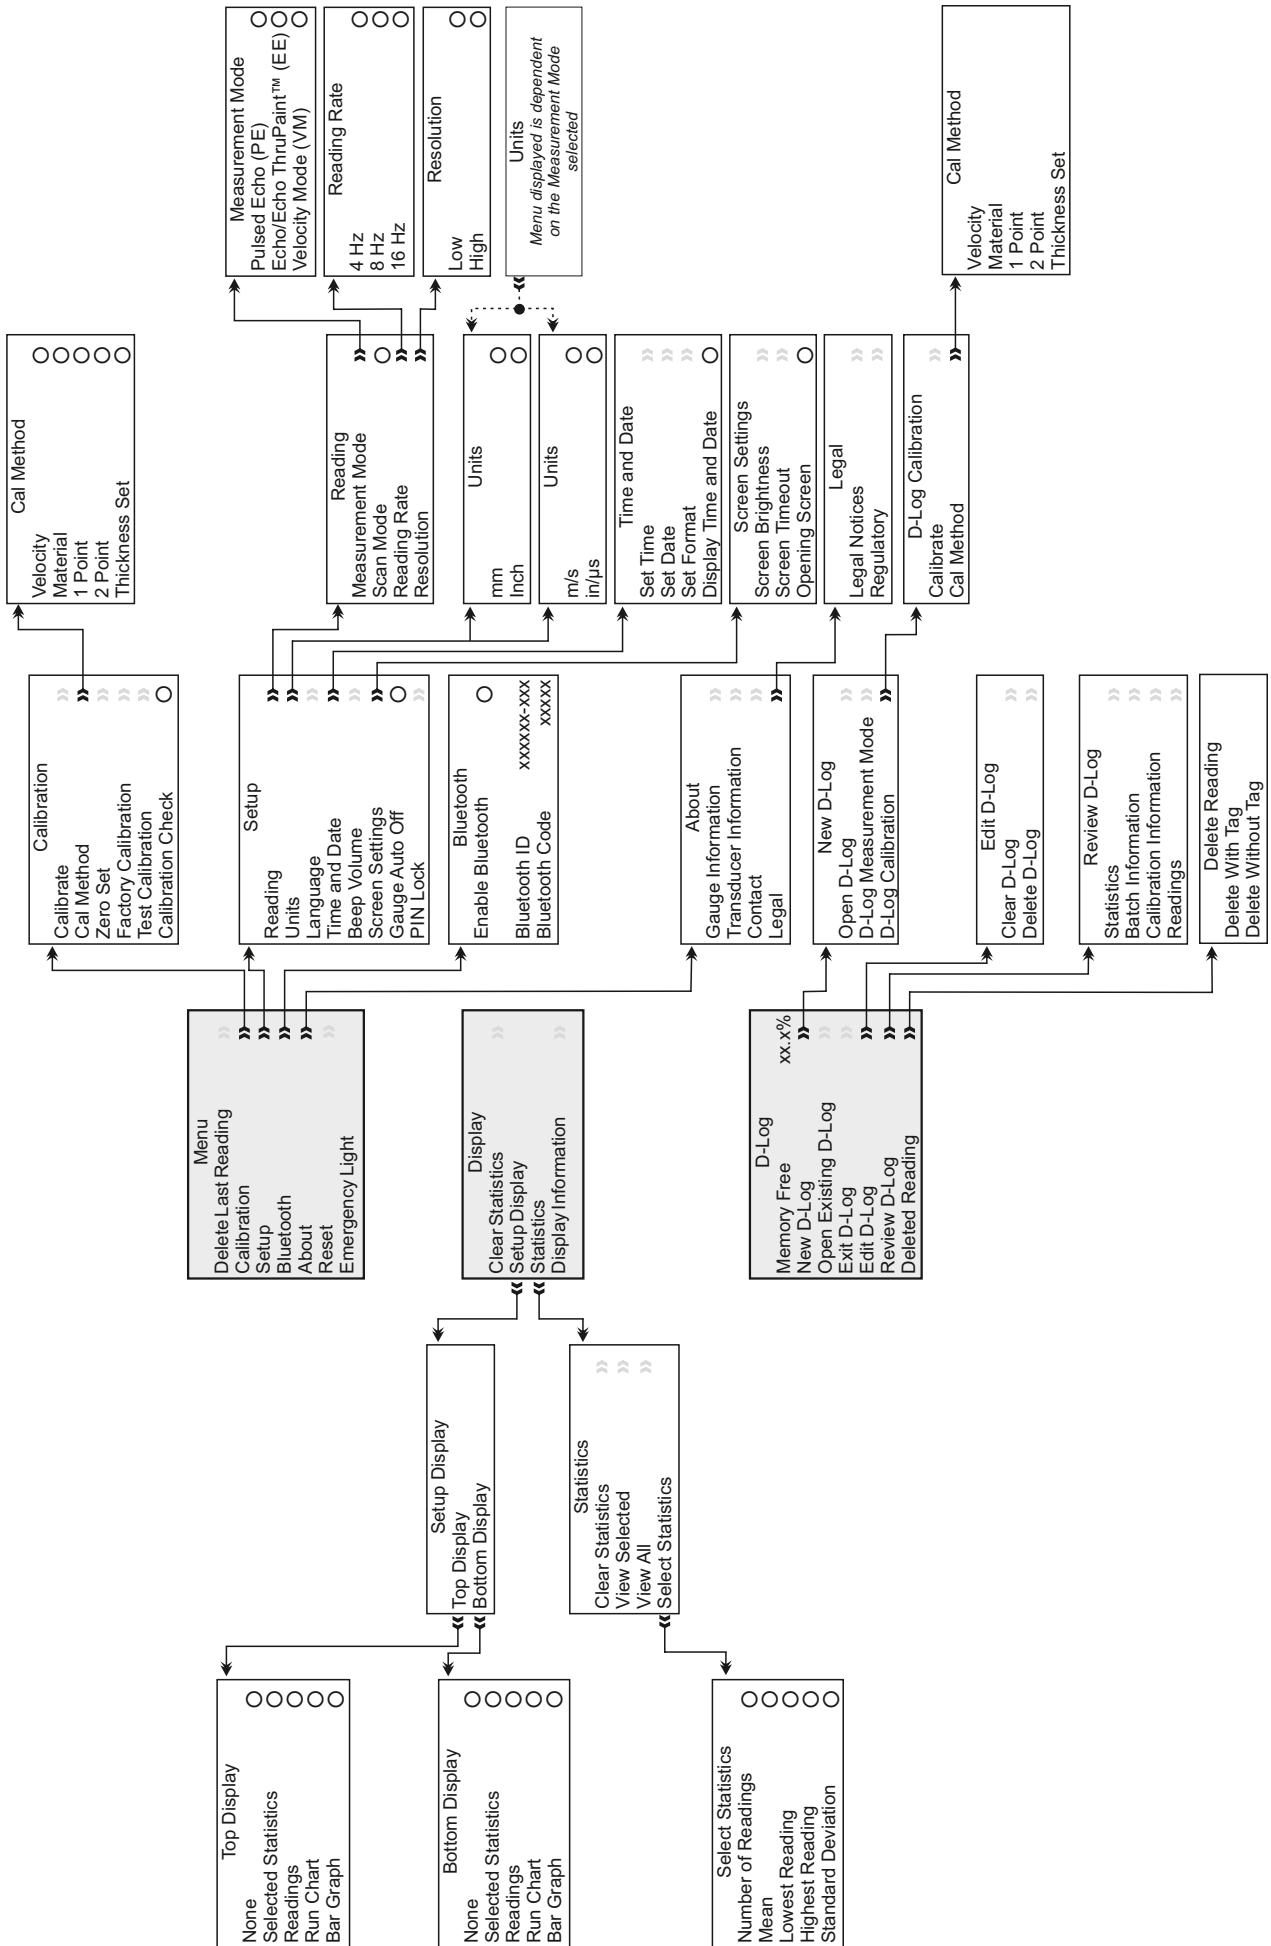 Top Display
None
Selected Statistics
Readings
Run Chart
Bar Graph
Bottom Display
None
Selected Statistics
Readings
Run Chart
Bar Graph
Select Statistics
Number of Readings
Mean
Lowest Reading
Highest Reading
Standard Deviation
Setup Display
Top Display
Bottom Display
Statistics
Clear Statistics
View Selected
View All
Select Statistics
Menu
Delete Last Reading
Calibration
Setup
Bluetooth
About
Reset
Emergency Light
Display
Clear Statistics
Setup Display
Statistics
Display Information
D-Log
Memory Free xx.x%
New D-Log
Open Existing D-Log
Exit D-Log
Edit D-Log
Review D-Log
Deleted Reading
Calibration
Calibrate
Cal Method
Zero Set
Factory Calibration
Test Calibration
Calibration Check
Setup
Reading
Units
Language
Time and Date
Beep Volume
Screen Settings
Gauge Auto Off
PIN Lock
Bluetooth
Enable Bluetooth
Bluetooth ID xxxxxx-xxx
Bluetooth Code xxxxx
About
Gauge Information
Transducer Information
Contact
Legal
New D-Log
Open D-Log
D-Log Measurement Mode
D-Log Calibration
Edit D-Log
Clear D-Log
Delete D-Log
Review D-Log
Statistics
Batch Information
Calibration Information
Readings
Delete Reading
Delete With Tag
Delete Without Tag
Cal Method
Velocity
Material
1 Point
2 Point
Thickness Set
Reading
Measurement Mode
Scan Mode
Reading Rate
Resolution
Units
mm
Inch
Units
m/s
in/µs
Time and Date
Set Time
Set Date
Set Format
Display Time and Date
Screen Settings
Screen Brightness
Screen Timeout
Opening Screen
Legal
Legal Notices
Regulatory
D-Log Calibration
Calibrate
Cal Method
Measurement Mode
Pulsed Echo (PE)
Echo/Echo ThruPaint™ (EE)
Velocity Mode (VM)
Reading Rate
4 Hz
8 Hz
16 Hz
Resolution
Low
High
Units
Menu displayed is dependent
on the Measurement Mode
selected
Cal Method
Velocity
Material
1 Point
2 Point
Thickness Set